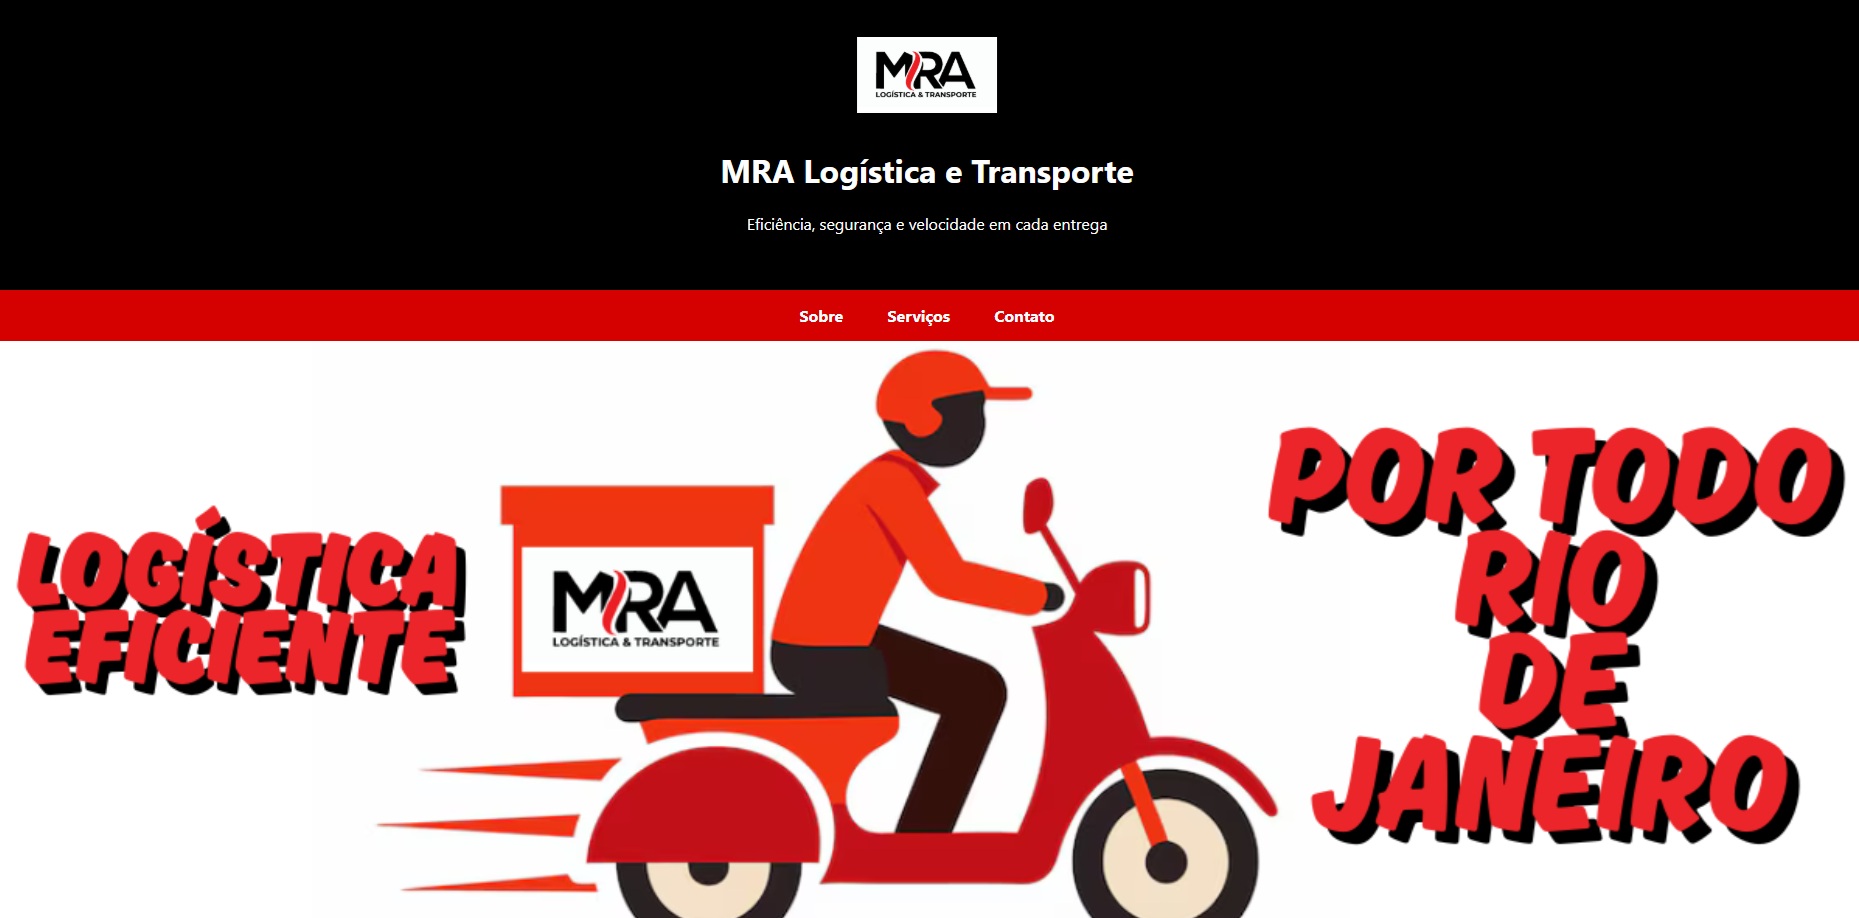 MRA
LOGÍSTICA & TRANSPORTE
MRA Logística e Transporte
Eficiência, segurança e velocidade em cada entrega
Sobre Serviços Contato
LOGÍSTICA
EFICIENTE
MRA
LOGÍSTICA & TRANSPORTE
POR TODO
RIO
DE
JANEIRO